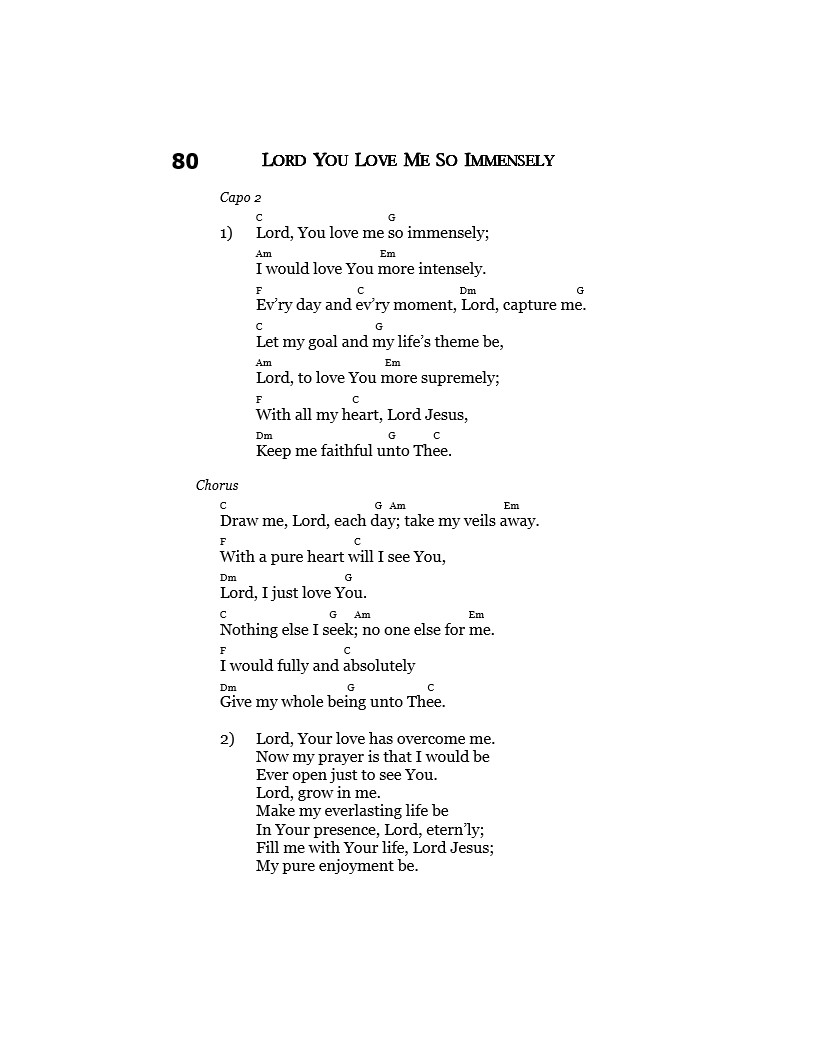 80 LORD YOU LOVE ME SO IMMENSELY
Capo 2
C G
1) Lord, You love me so immensely;
Am Em
I would love You more intensely.
F C Dm G
Ev’ry day and ev’ry moment, Lord, capture me.
C G
Let my goal and my life’s theme be,
Am Em
Lord, to love You more supremely;
F C
With all my heart, Lord Jesus,
Dm G C
Keep me faithful unto Thee.
Chorus
C G Am Em
Draw me, Lord, each day; take my veils away.
F C
With a pure heart will I see You,
Dm G
Lord, I just love You.
C G Am Em
Nothing else I seek; no one else for me.
F C
I would fully and absolutely
Dm G C
Give my whole being unto Thee.
2) Lord, Your love has overcome me.
Now my prayer is that I would be
Ever open just to see You.
Lord, grow in me.
Make my everlasting life be
In Your presence, Lord, etern’ly;
Fill me with Your life, Lord Jesus;
My pure enjoyment be.